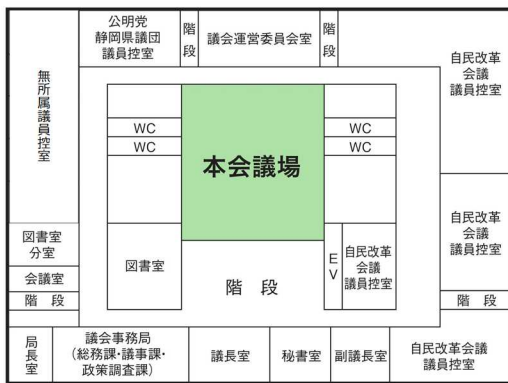 公明党
静岡県議団
議員控室
階段
議会運営委員会室
階段
自民改革
会議
議員控室
無所属議員控室
WC
WC
本会議場
WC
WC
自民改革
会議
議員控室
図書室
分室
図書室
EV
自民改革
会議
議員控室
会議室
階 段
階 段
階 段
局長室
議会事務局
(総務課・議事課・
政策調査課)
議長室
秘書室
副議長室
自民改革会議
議員控室